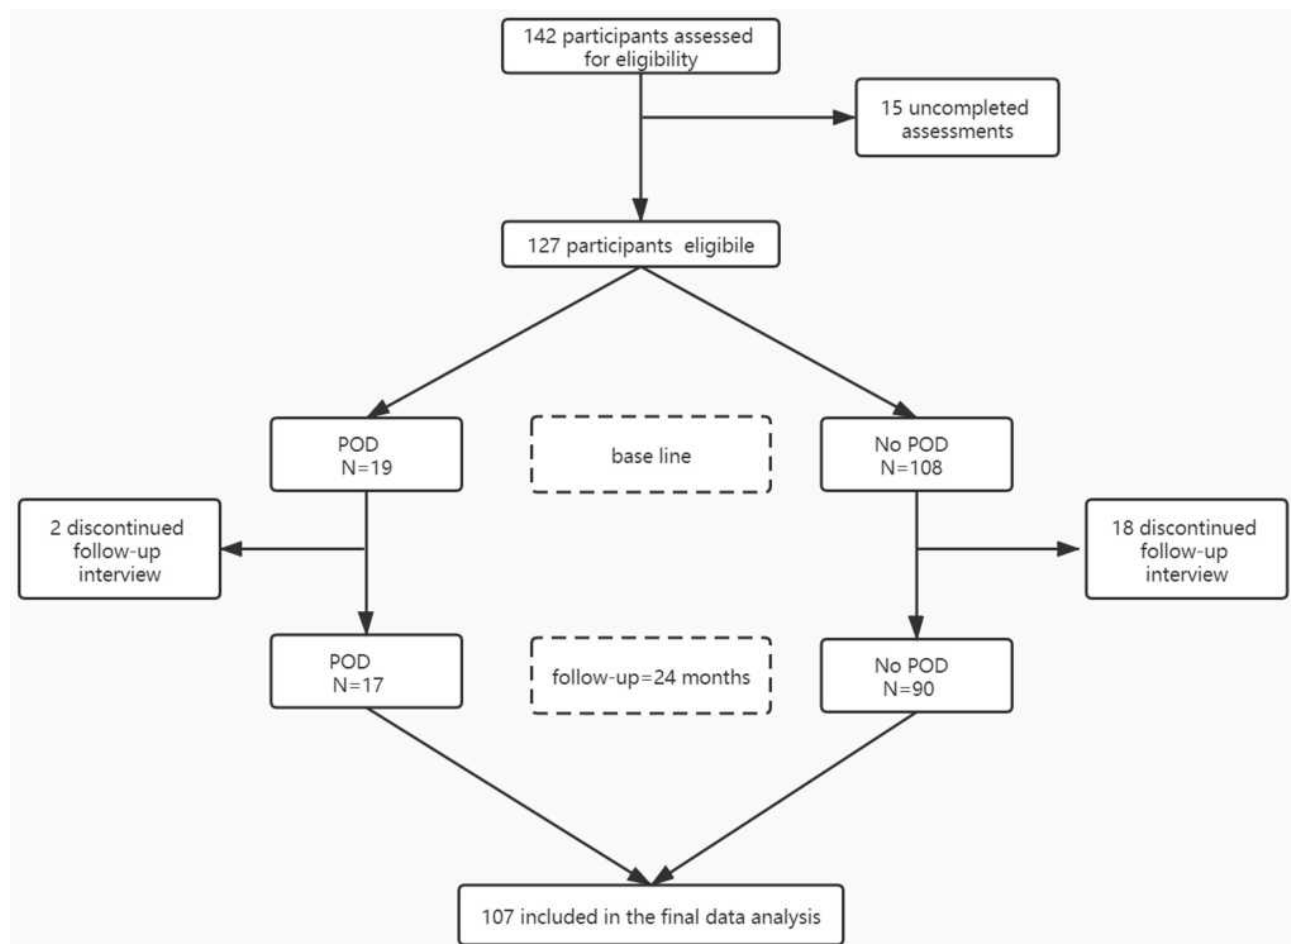 142 participants assessed
for eligibility
15 uncompleted
assessments
127 participants eligibile
POD
N=19
base line
No POD
N=108
2 discontinued
follow-up
interview
18 discontinued
follow-up
interview
POD
N=17
follow-up=24 months
No POD
N=90
107 included in the final data analysis